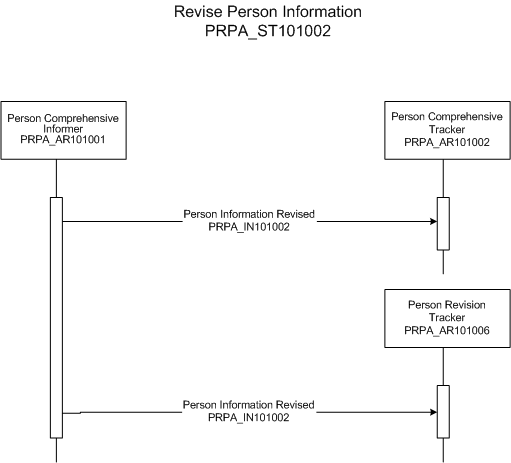 Revise Person Information
PRPA_ST101002
Person Comprehensive
Informer
PRPA_AR101001
Person Comprehensive
Tracker
PRPA_AR101002
Person Information Revised
PRPA_IN101002
Person Revision
Tracker
PRPA_AR101006
Person Information Revised
PRPA_IN101002